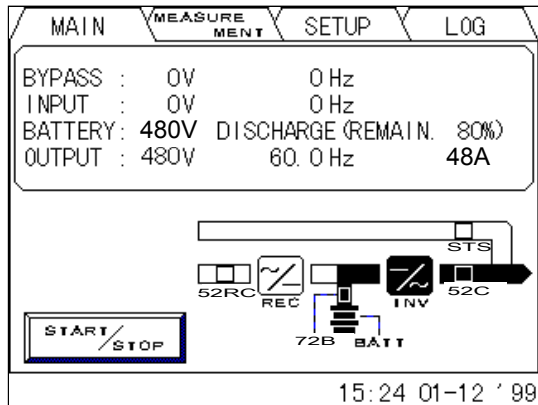 MAIN MEASUREMENT SETUP LOG
BYPASS : 0V 0Hz
INPUT : 0V 0Hz
BATTERY: 480V DISCHARGE (REMAIN. 80%)
OUTPUT : 480V 60.0Hz 48A
STS
52RC REC INV 52C
START/STOP
72B BATT
15:24 01-12 '99